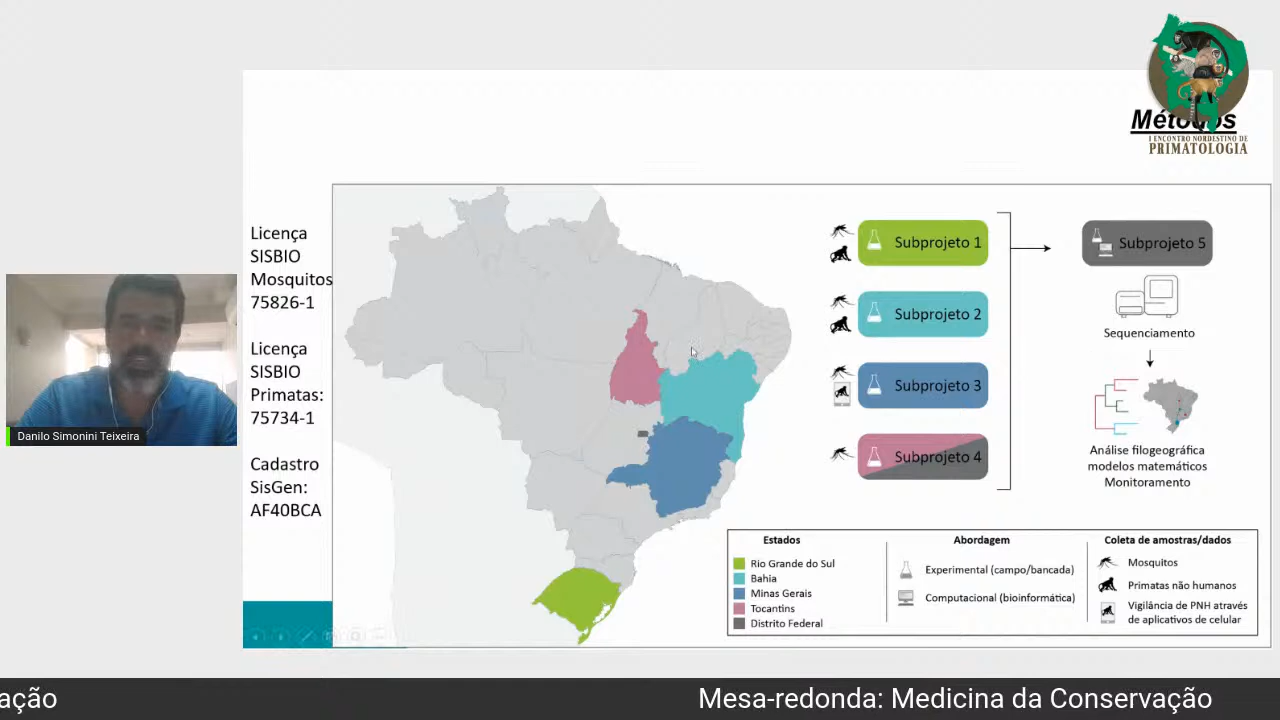 Métodos
I ENCONTRO NORDESTINO DE
PRIMATOLOGIA
Licença
SISBIO
Mosquitos
75826-1
Licença
SISBIO
Primatas:
75734-1
Cadastro
SisGen:
AF40BCA
Danilo Simonini Teixeira
Subprojeto 1
Subprojeto 2
Subprojeto 3
Subprojeto 4
Subprojeto 5
Sequenciamento
Análise filogeográfica
modelos matemáticos
Monitoramento
Estados
Rio Grande do Sul
Bahia
Minas Gerais
Tocantins
Distrito Federal
Abordagem
Experimental (campo/bancada)
Computacional (bioinformática)
Coleta de amostras/dados
Mosquitos
Primatas não humanos
Vigilância de PNH através
de aplicativos de celular
ação
Mesa-redonda: Medicina da Conservação